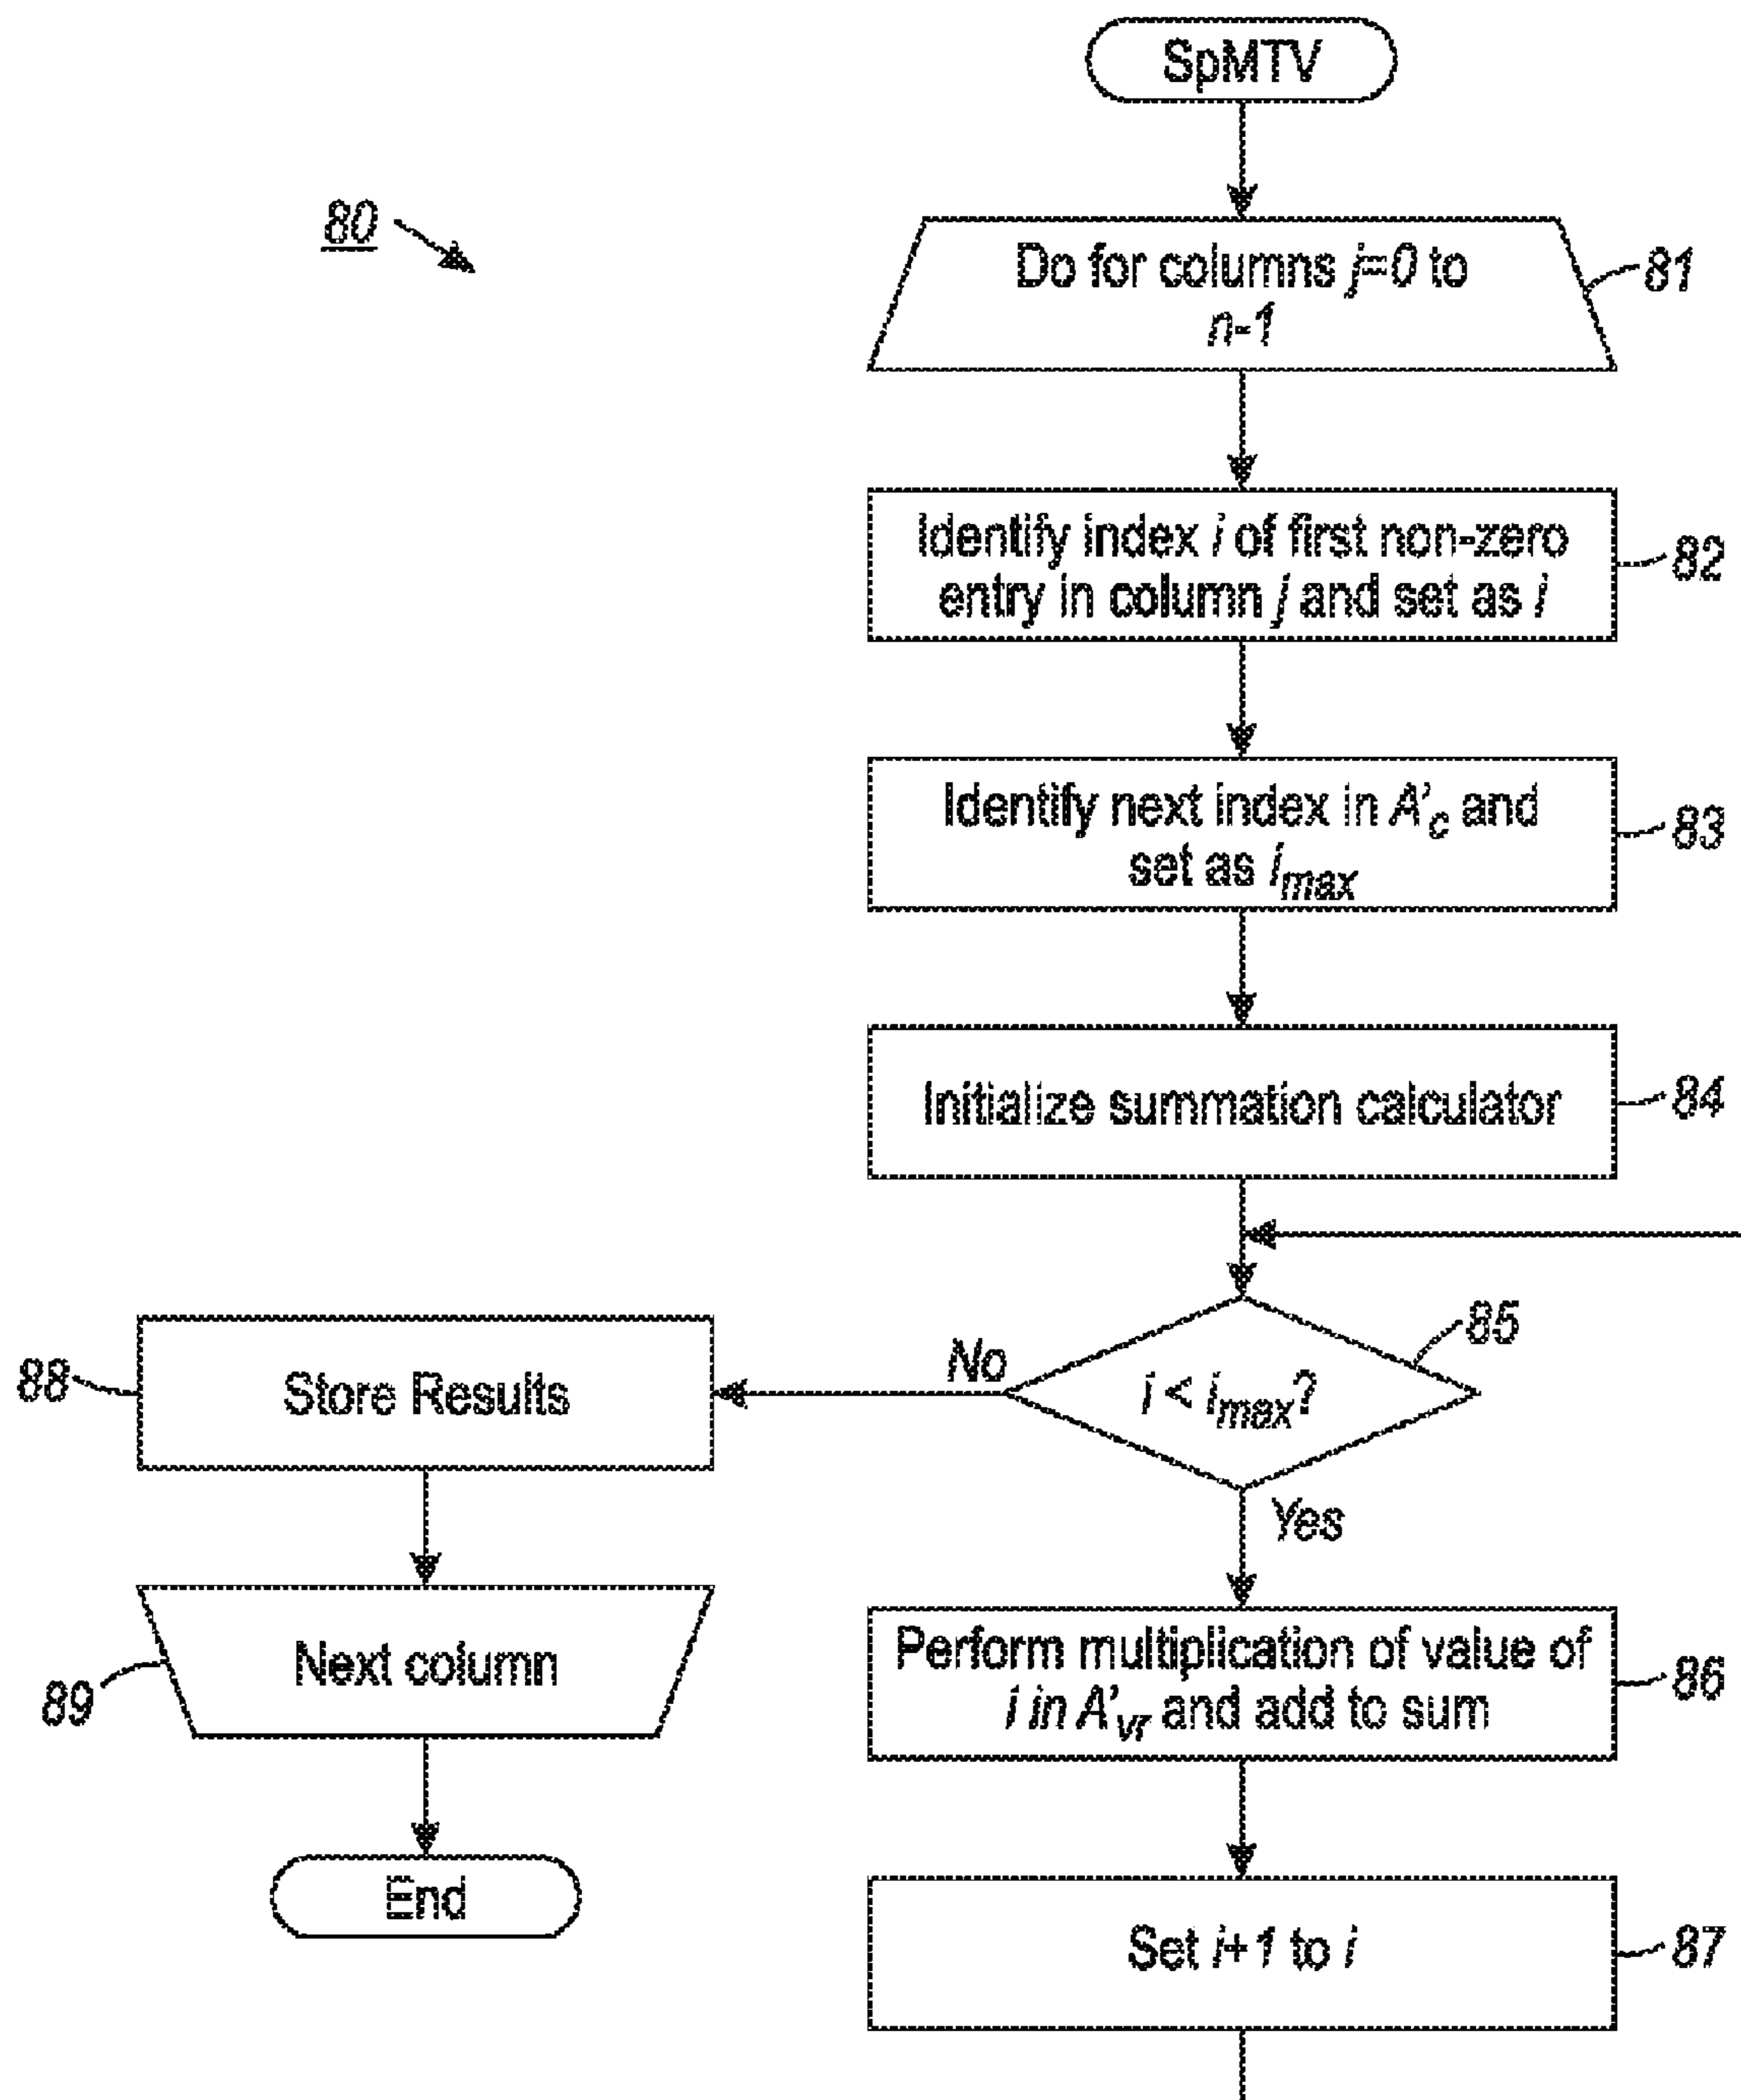 SpMTV
80
Do for columns j=0 to
n-1
81
Identify index i of first non-zero
entry in column j and set as i
82
Identify next index in A'c and
set as imax
83
Initialize summation calculator
84
i < imax?
85
No
Yes
Store Results
88
Perform multiplication of value of
i in A'vr and add to sum
86
Next column
89
End
Set i+1 to i
87